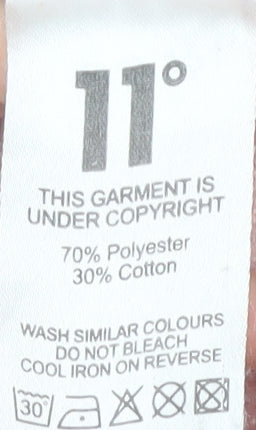 11°
THIS GARMENT IS
UNDER COPYRIGHT
70% Polyester
30% Cotton
WASH SIMILAR COLOURS
DO NOT BLEACH
COOL IRON ON REVERSE
30°